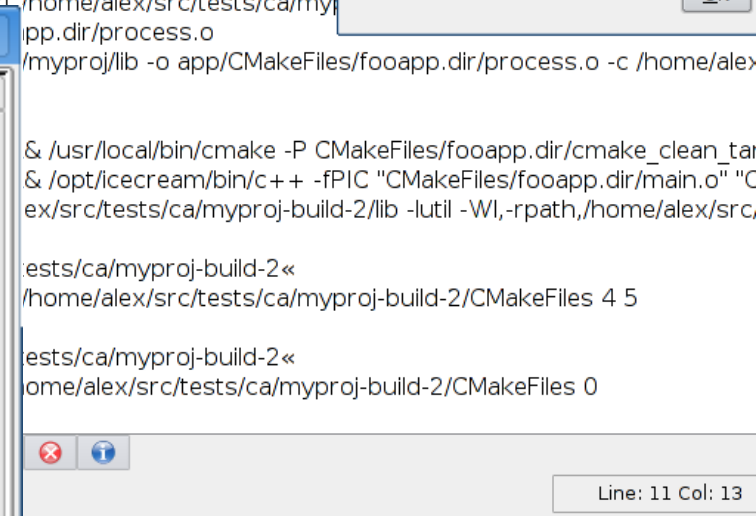 /home/alex/src/tests/ca/myp
app.dir/process.o
/myproj/lib -o app/CMakeFiles/fooapp.dir/process.o -c /home/alex
& /usr/local/bin/cmake -P CMakeFiles/fooapp.dir/cmake_clean_tar
& /opt/icecream/bin/c++ -fPIC "CMakeFiles/fooapp.dir/main.o" "C
ex/src/tests/ca/myproj-build-2/lib -lutil -Wl,-rpath,/home/alex/src/
tests/ca/myproj-build-2«
/home/alex/src/tests/ca/myproj-build-2/CMakeFiles 4 5
tests/ca/myproj-build-2«
ome/alex/src/tests/ca/myproj-build-2/CMakeFiles 0
Line: 11 Col: 13